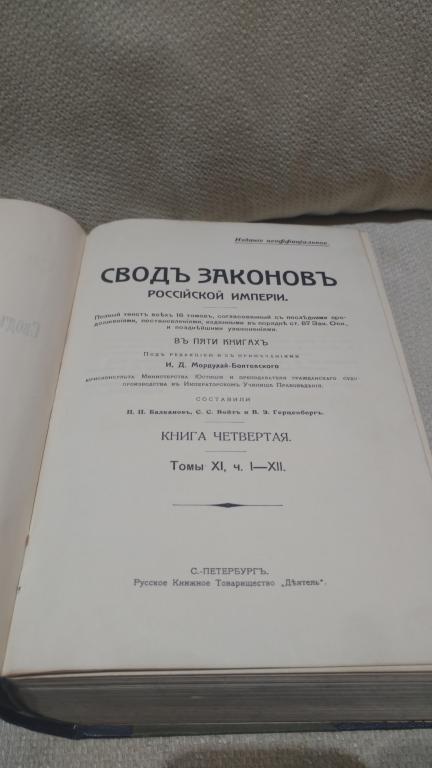 Изданіе неоффиціальное.
СВОДЪ ЗАКОНОВЪ
РОССІЙСКОЙ ИМПЕРІИ.
Полный текстъ всѣхъ 16 томовъ, согласованный съ послѣдними про-
долженіями, постановленіями, изданными въ порядкѣ ст. 87 Зак. Осн.,
и позднѣйшими узаконеніями.
ВЪ ПЯТИ КНИГАХЪ
Подъ редакціей и съ примѣчаніями
И. Д. Мордухай-Болтовского
юрисконсульта Министерства Юстиціи и преподавателя гражданскаго судо-
производства въ Императорскомъ Училищѣ Правовѣдѣнія.
СОСТАВИЛИ
Н. П. Балкановъ, С. С. Войтъ и В. Э. Герценбергъ.
КНИГА ЧЕТВЕРТАЯ.
Томы XI, ч. I—XII.
С.-ПЕТЕРБУРГЪ.
Русское Книжное Товарищество „Дѣятель".